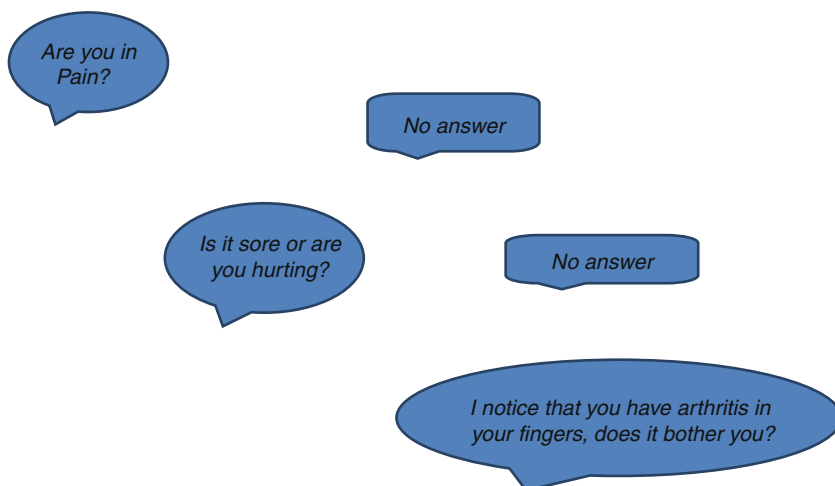 Are you in
Pain?
No answer
Is it sore or are
you hurting?
No answer
I notice that you have arthritis in
your fingers, does it bother you?